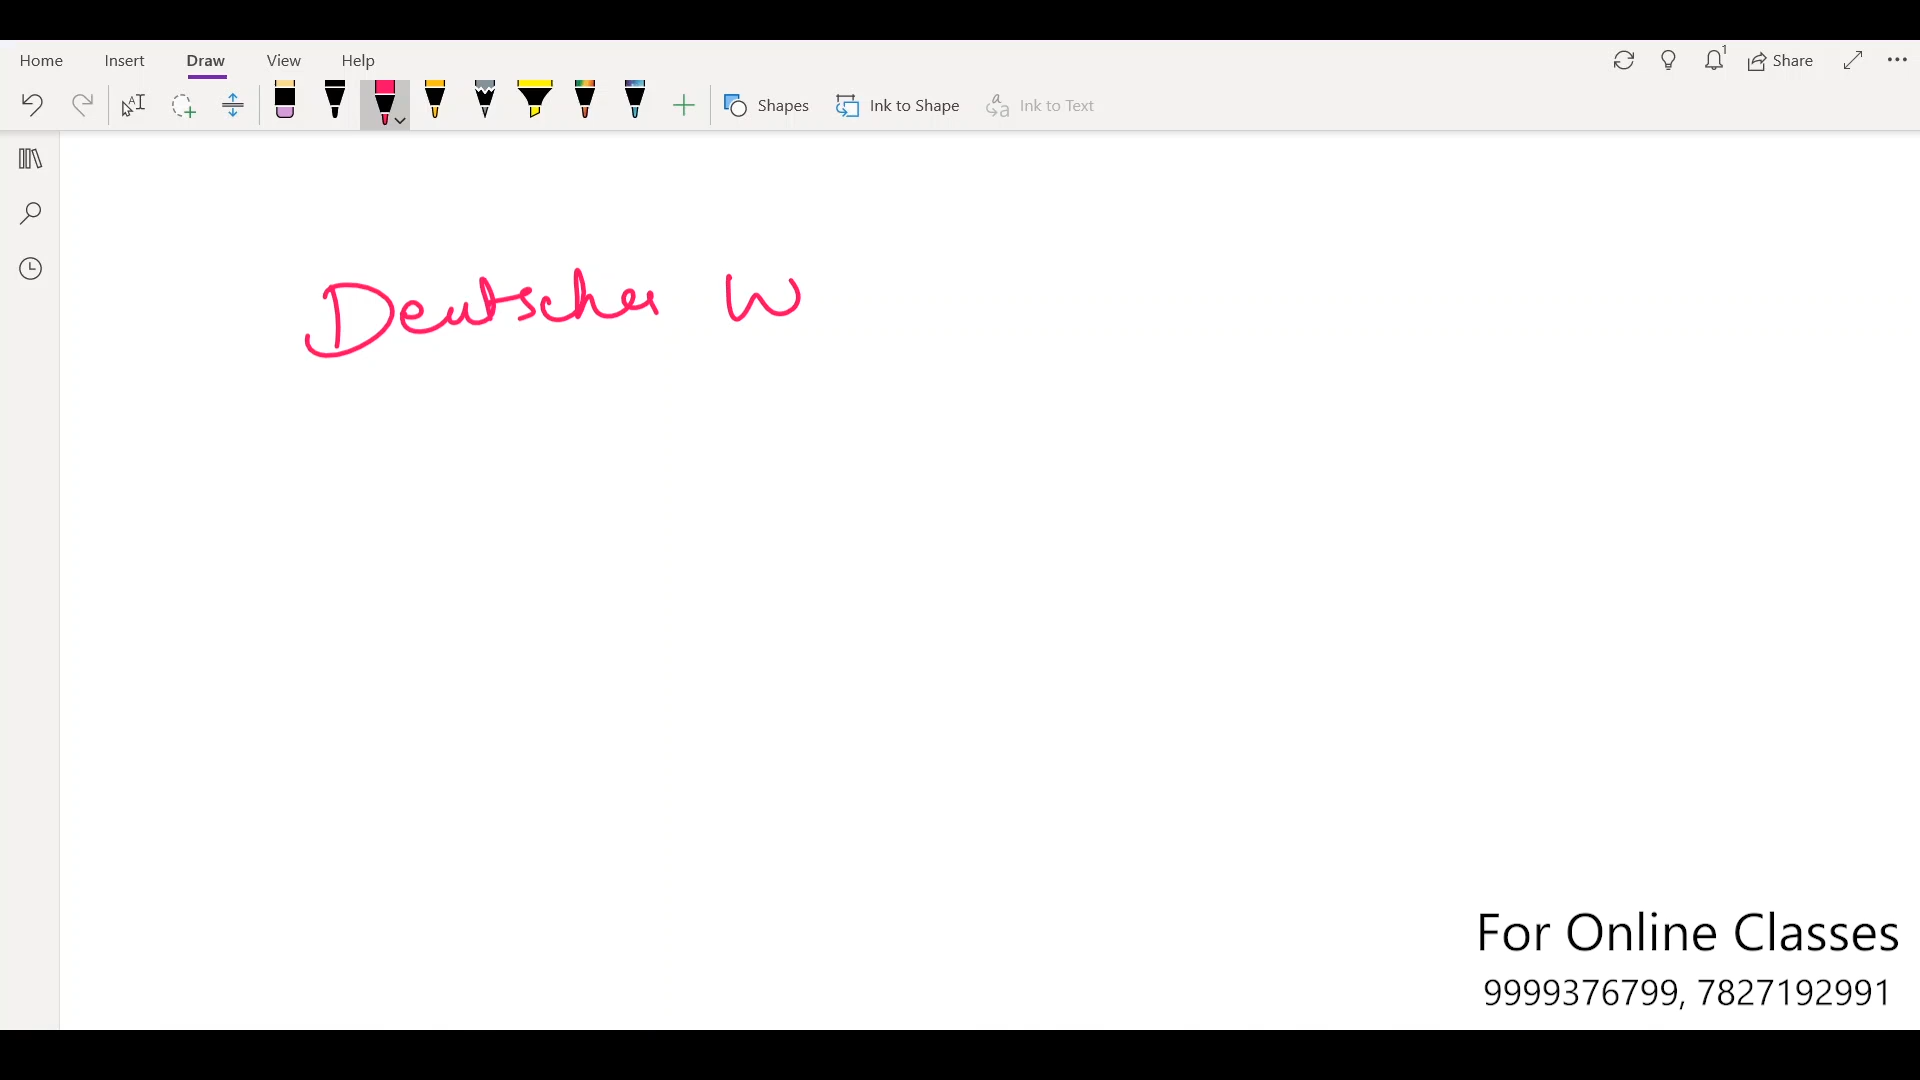 Home Insert Draw View Help 1 Share
Shapes Ink to Shape Ink to Text
Deutscher W
For Online Classes
9999376799, 7827192991